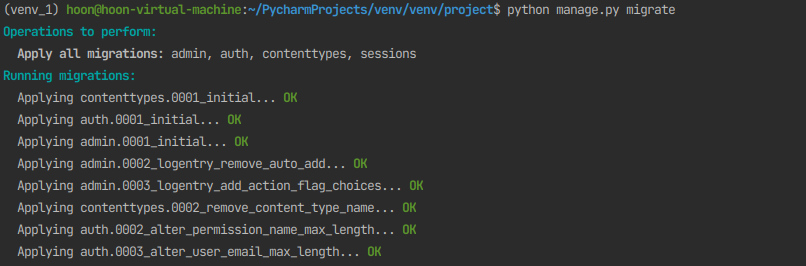 (venv_1) hoon@hoon-virtual-machine:~/PycharmProjects/venv/venv/project$ python manage.py migrate
Operations to perform:
  Apply all migrations: admin, auth, contenttypes, sessions
Running migrations:
  Applying contenttypes.0001_initial... OK
  Applying auth.0001_initial... OK
  Applying admin.0001_initial... OK
  Applying admin.0002_logentry_remove_auto_add... OK
  Applying admin.0003_logentry_add_action_flag_choices... OK
  Applying contenttypes.0002_remove_content_type_name... OK
  Applying auth.0002_alter_permission_name_max_length... OK
  Applying auth.0003_alter_user_email_max_length... OK